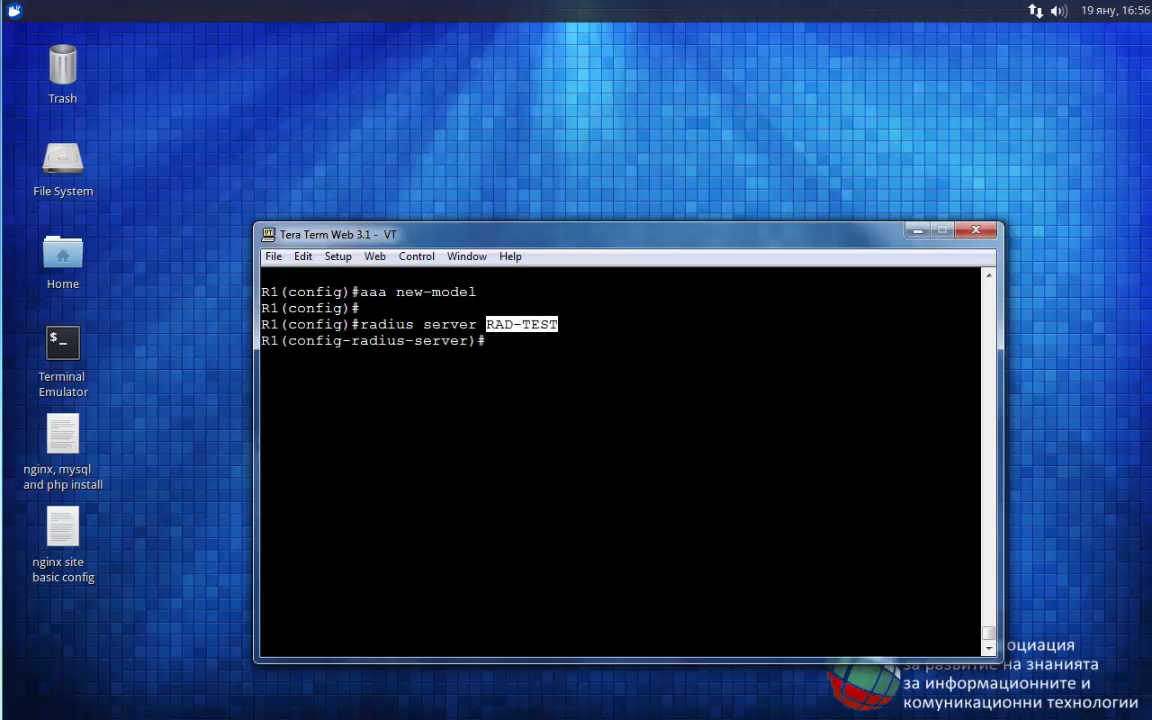 19 яну, 16:56
Trash
File System
Home
$_
Terminal
Emulator
nginx, mysql
and php install
nginx site
basic config
Tera Term Web 3.1 - VT
File Edit Setup Web Control Window Help
R1(config)#aaa new-model
R1(config)#
R1(config)#radius server RAD-TEST
R1(config-radius-server)#
оциация
за развитие на знанията
за информационните и
комуникационни технологии